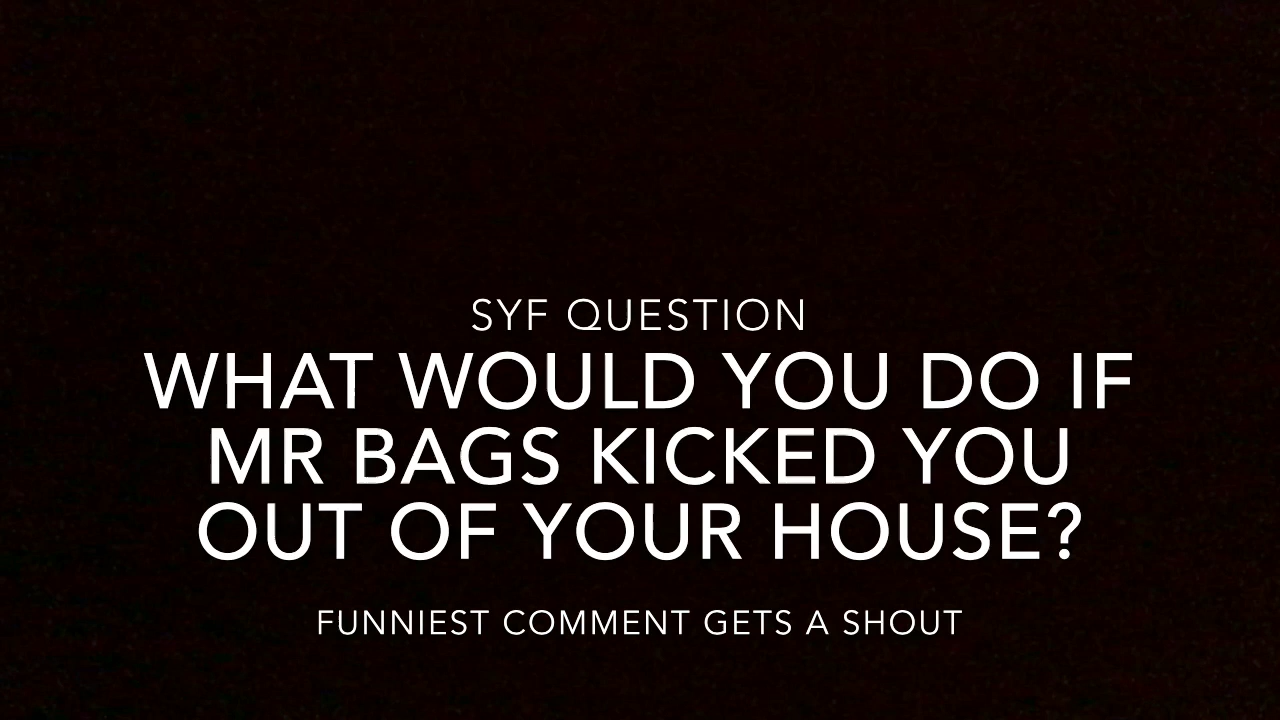 SYF QUESTION
WHAT WOULD YOU DO IF
MR BAGS KICKED YOU
OUT OF YOUR HOUSE?
FUNNIEST COMMENT GETS A SHOUT